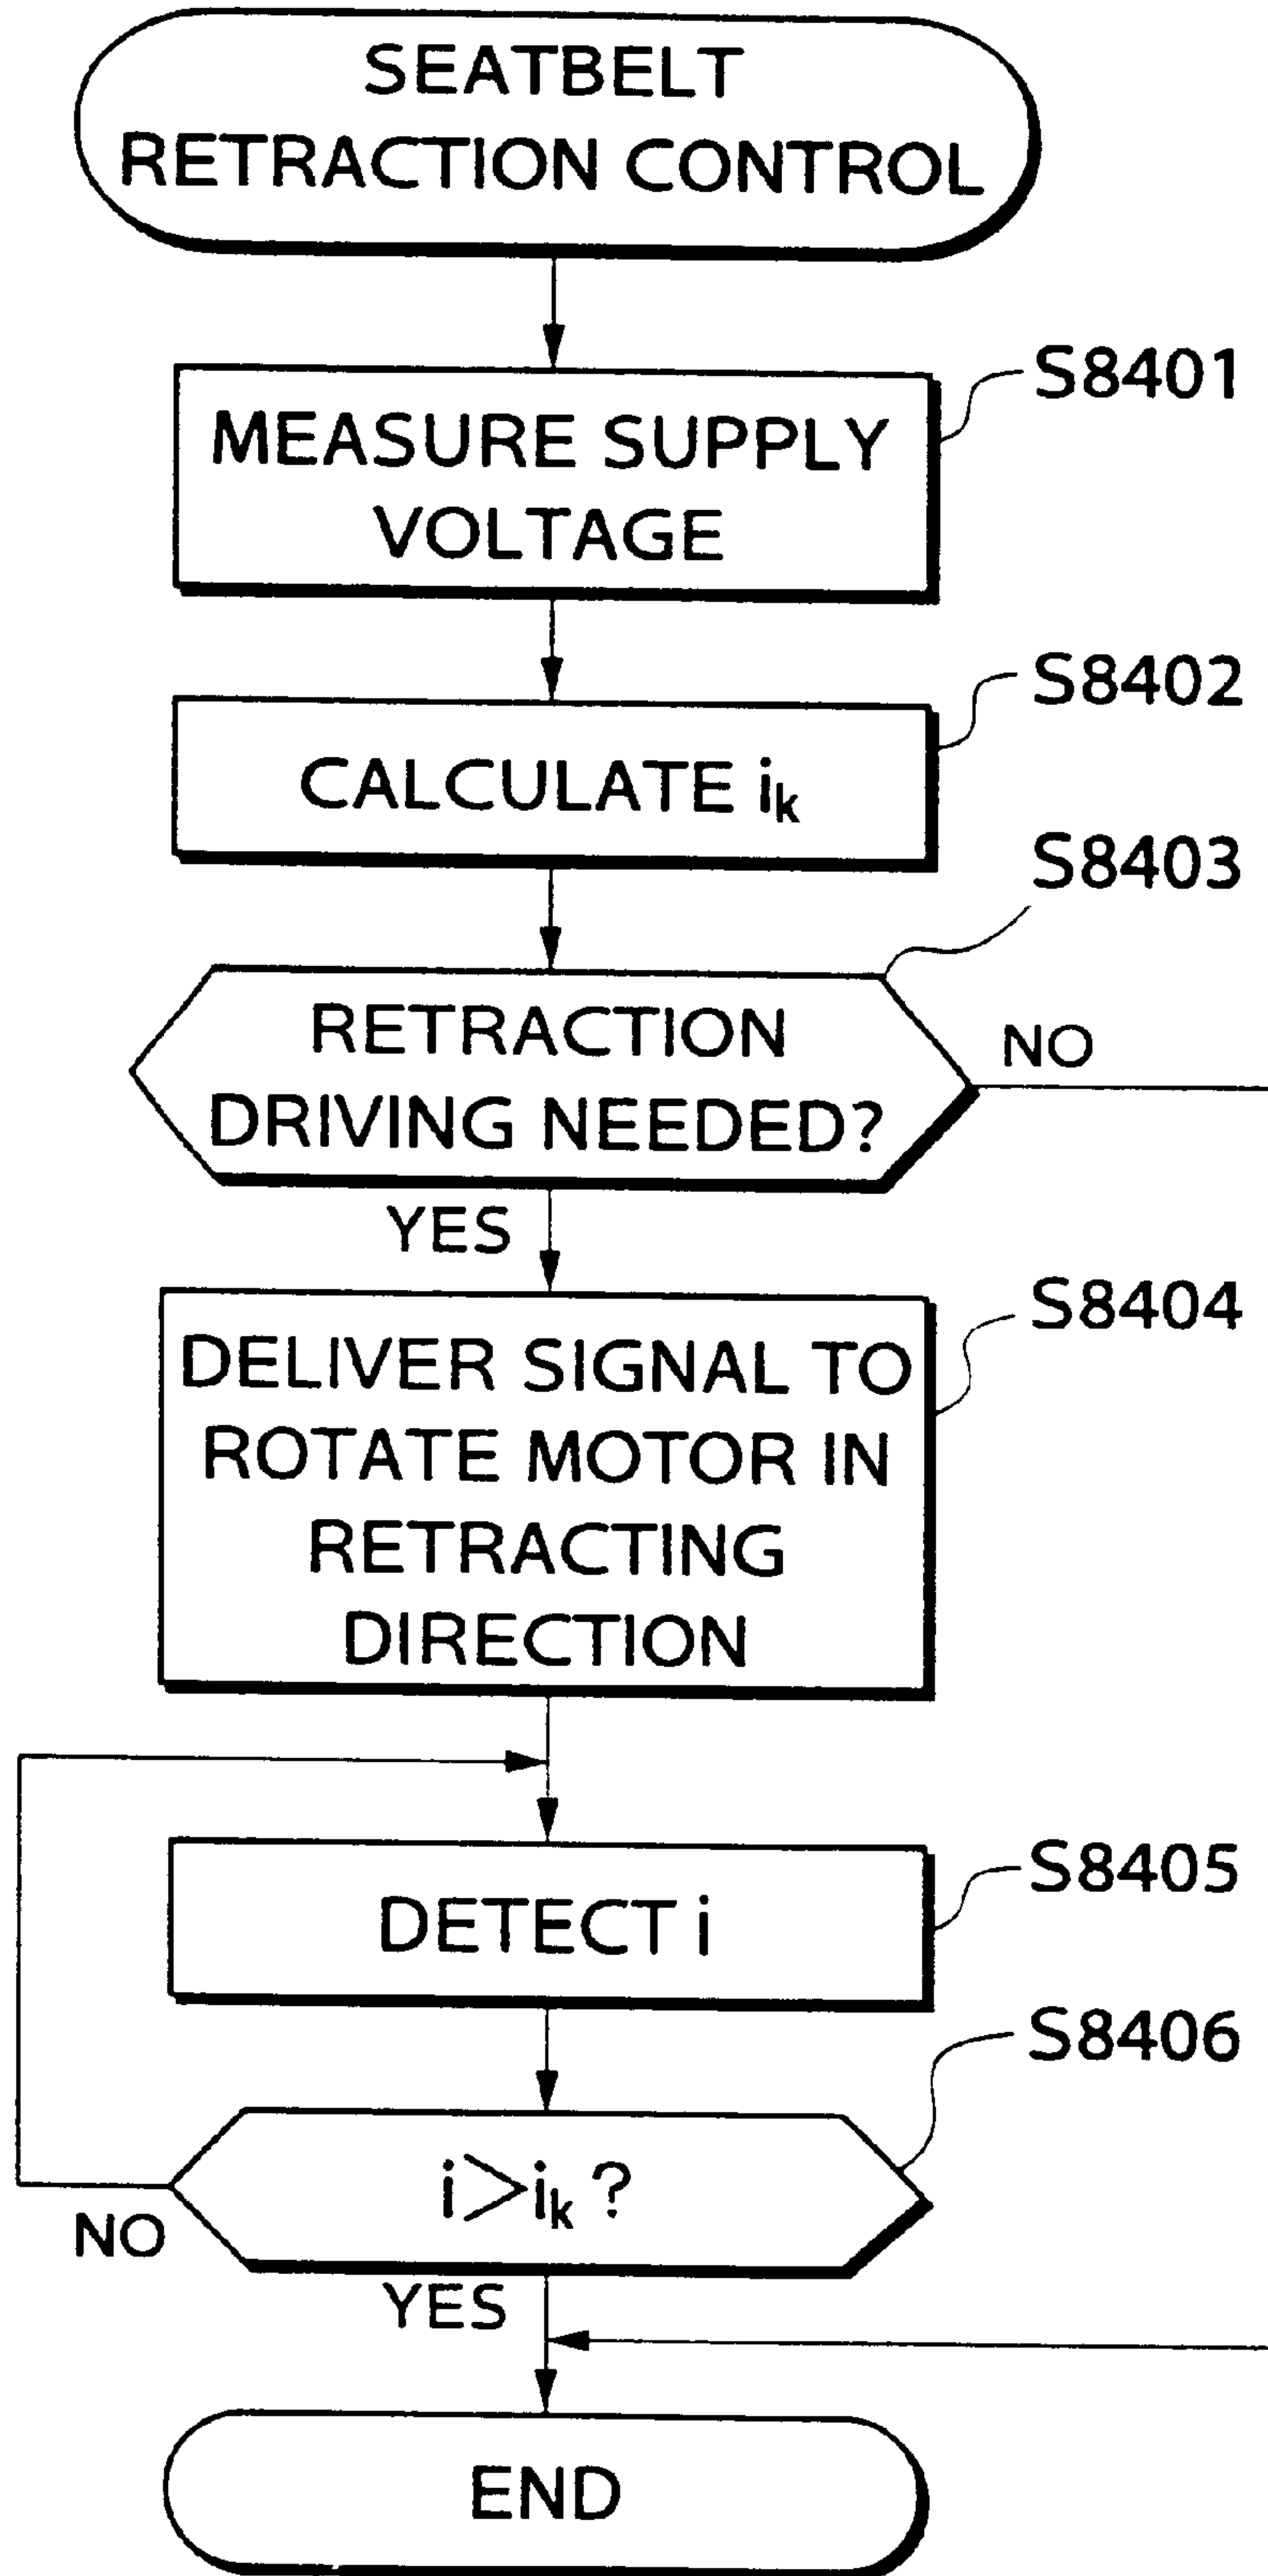 SEATBELT
RETRACTION CONTROL
S8401
MEASURE SUPPLY
VOLTAGE
S8402
CALCULATE ik
S8403
RETRACTION
DRIVING NEEDED?
NO
YES
S8404
DELIVER SIGNAL TO
ROTATE MOTOR IN
RETRACTING
DIRECTION
S8405
DETECT i
S8406
i>ik ?
NO
YES
END